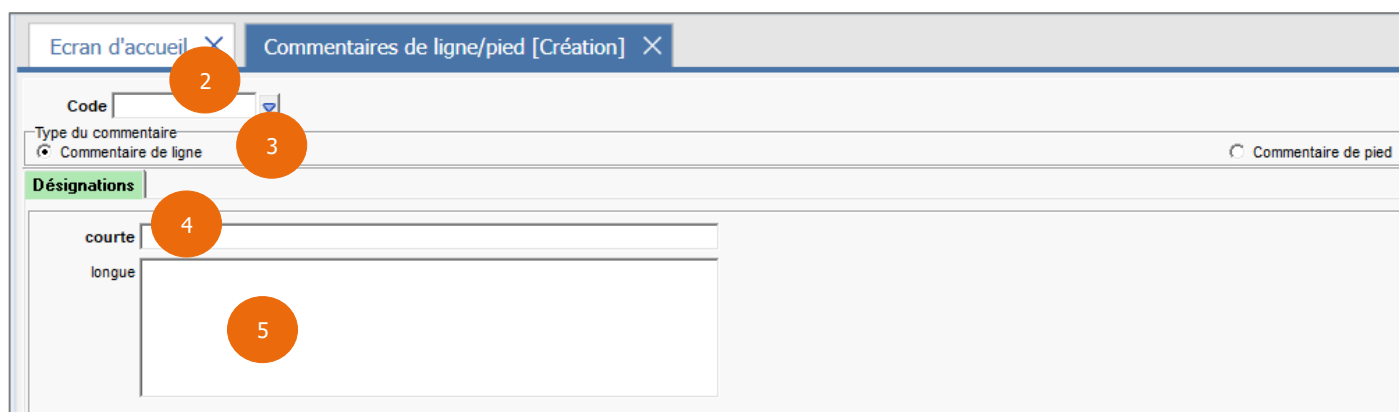 Ecran d'accueil Commentaires de ligne/pied [Création]
2
Code
Type du commentaire
3
Commentaire de ligne Commentaire de pied
Désignations
4
courte
longue
5